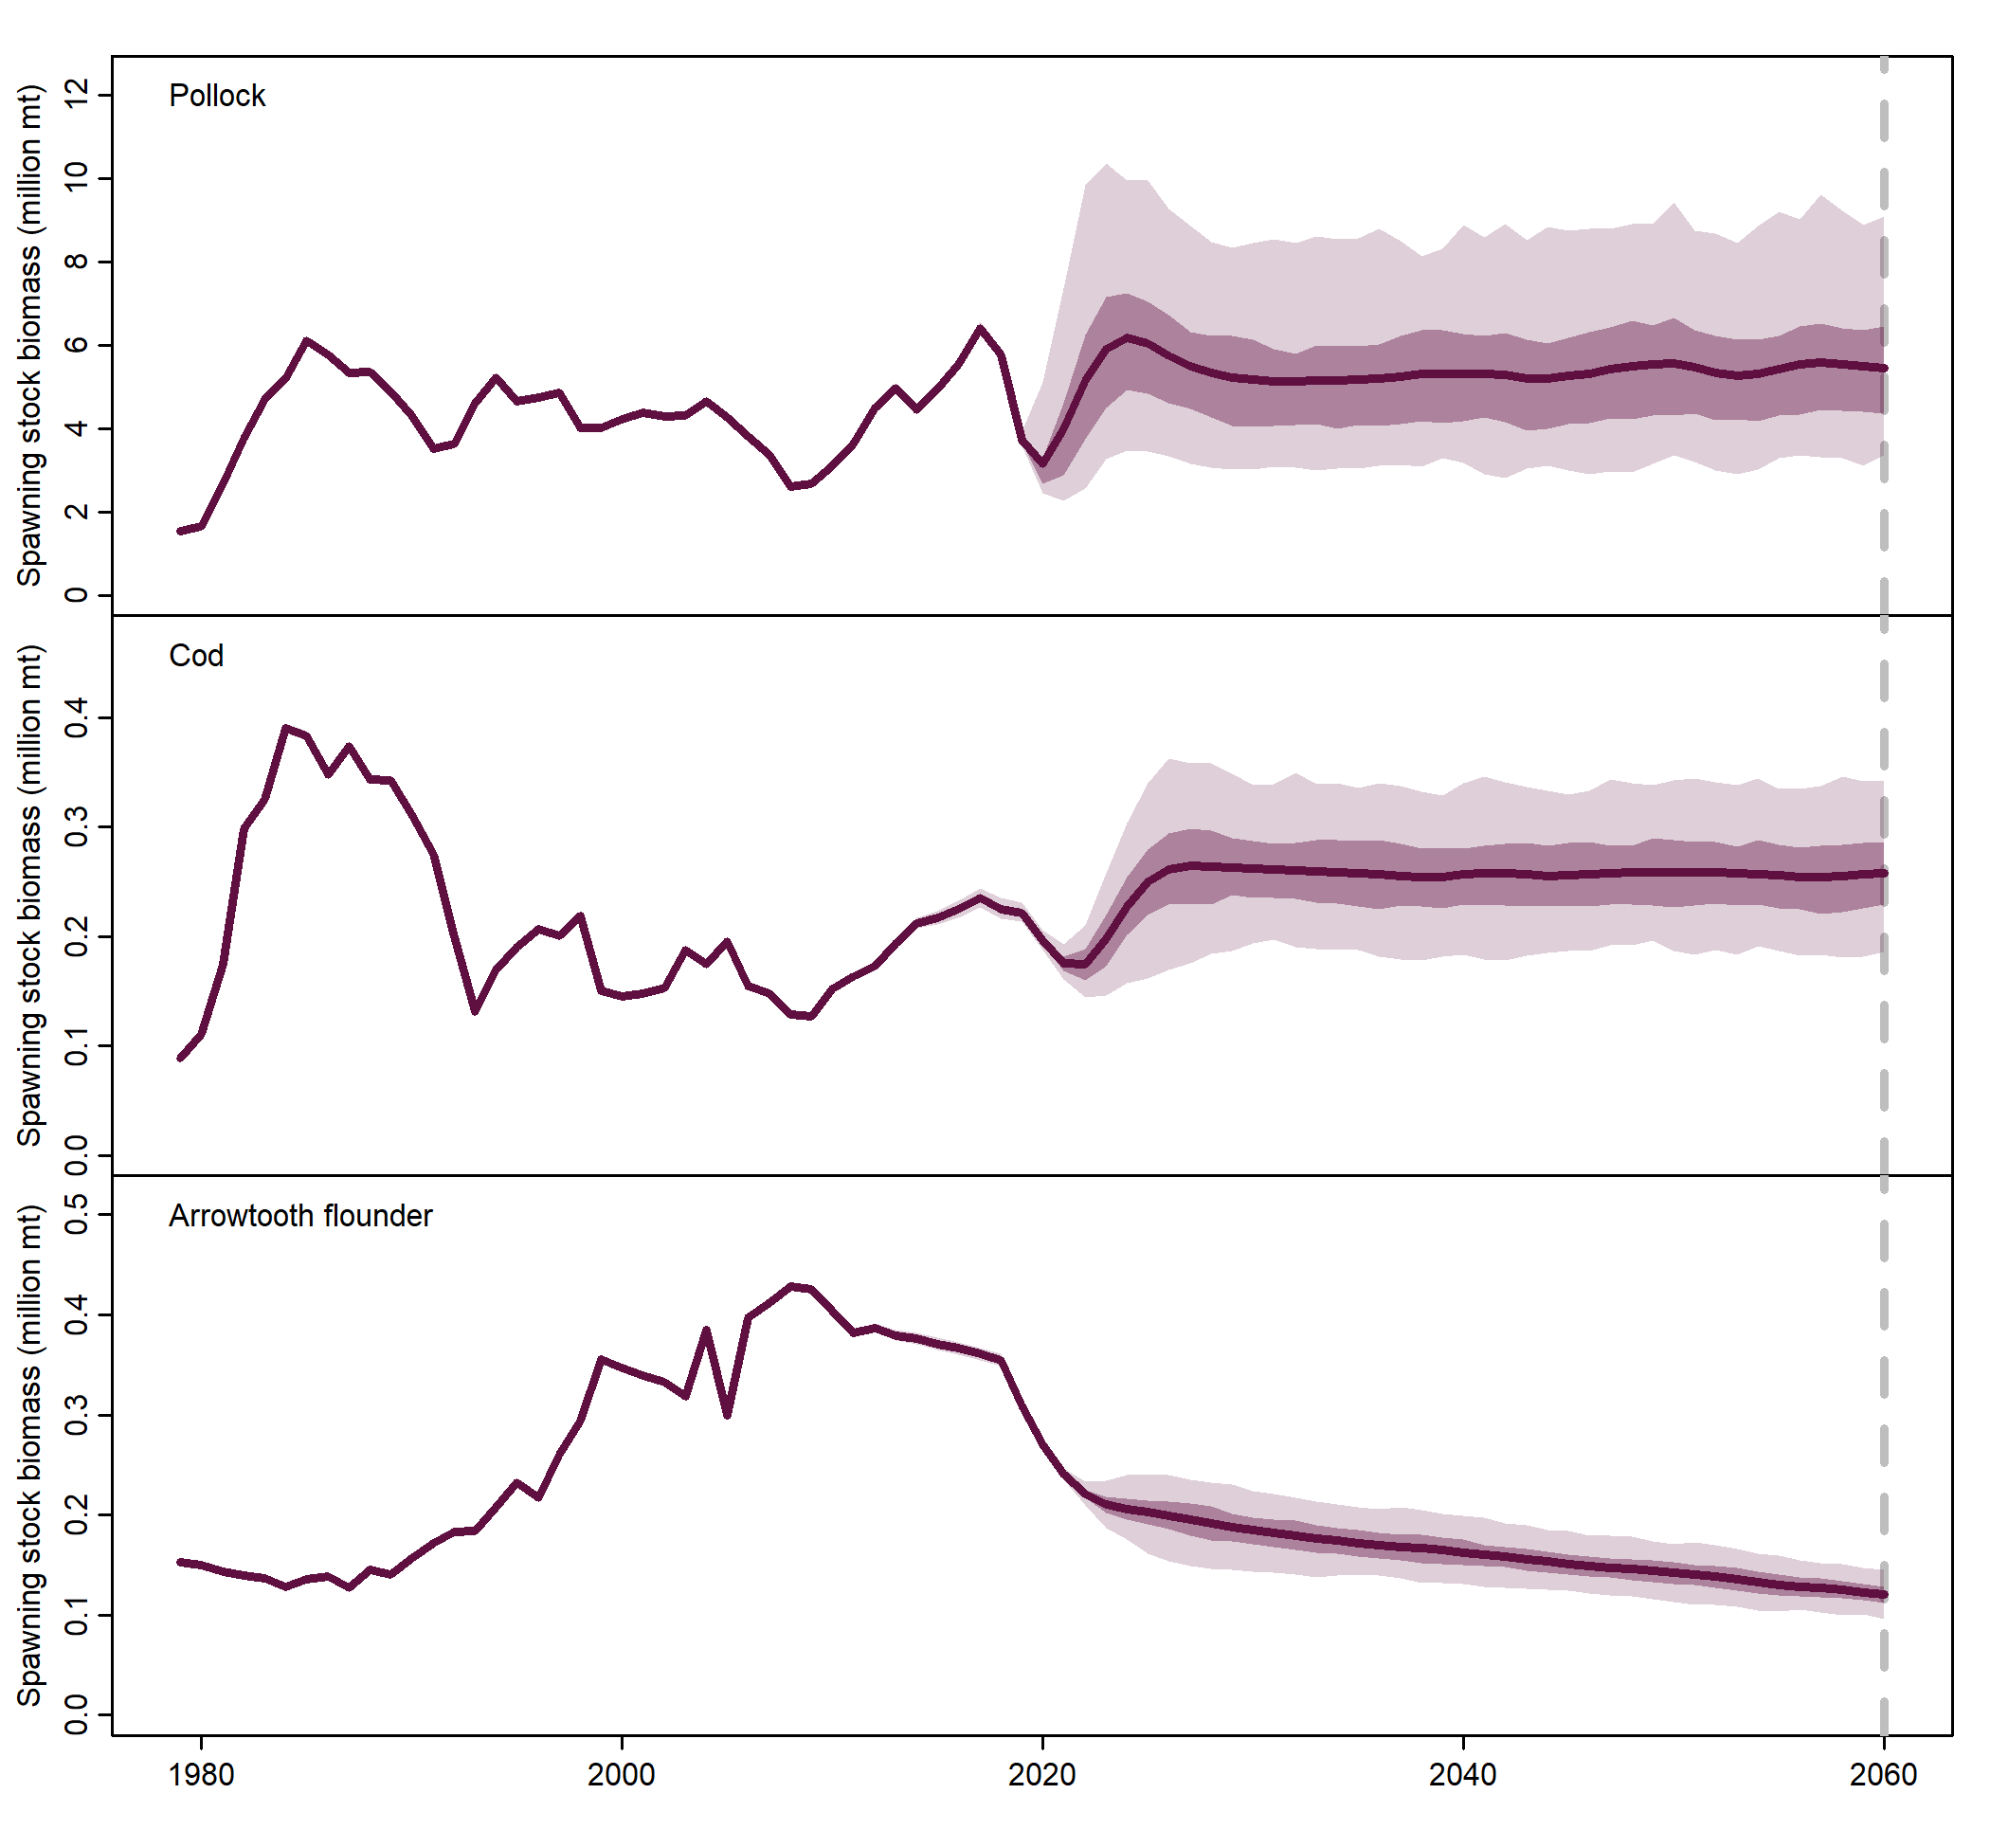 Pollock
Spawning stock biomass (million mt)
12
10
8
6
4
2
0
Cod
Spawning stock biomass (million mt)
0.4
0.3
0.2
0.1
0.0
Arrowtooth flounder
Spawning stock biomass (million mt)
0.5
0.4
0.3
0.2
0.1
0.0
1980 2000 2020 2040 2060